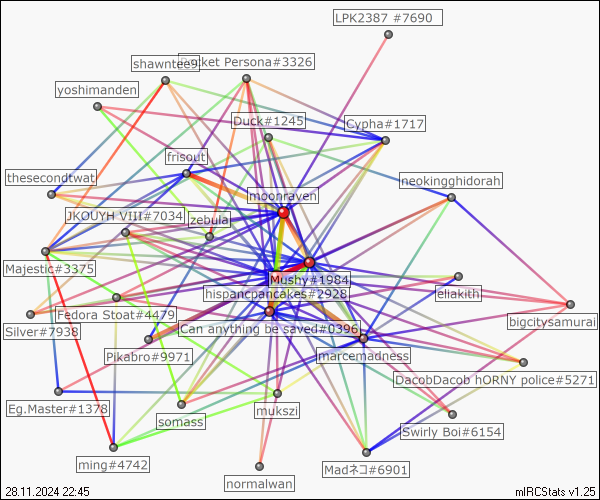 LPK2387 #7690
shawntee9
Pocket Persona#3326
yoshimanden
Duck#1245
Cypha#1717
frisout
thesecondtwat
moonraven
neokingghidorah
JKOUYH VIII#7034
zebula
Majestic#3375
Mushy#1984
hispancpancakes#2928
eliakith
Fedora Stoat#4479
bigcitysamurai
Silver#7938
Can anything be saved#0396
Pikabro#9971
marcemadness
DacobDacob hORNY police#5271
Eg.Master#1378
mukszi
somass
Swirly Boi#6154
ming#4742
Madネコ#6901
normalwan
28.11.2024 22:45
mIRCStats v1.25